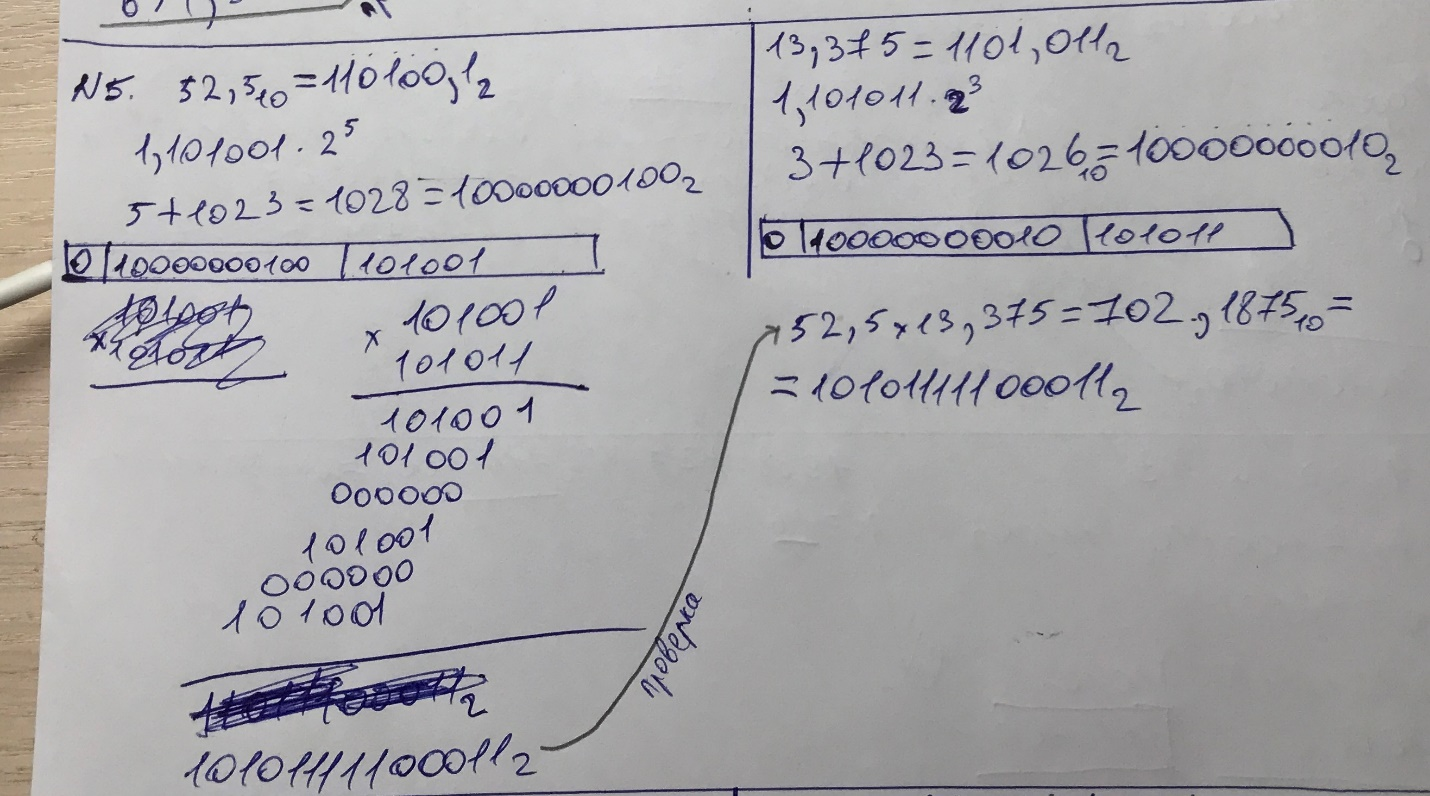 N5. 52,5₁₀ = 110100,1₂
1,101001 · 2⁵
5+1023 = 1028 = 10000000100₂
0 10000000100 101001
× 101001
101011
101001
101001
000000
101001
000000
101001
10101111100011₂
проверка
13,375 = 1101,011₂
1,101011 · 2³
3+1023 = 1026₁₀ = 10000000010₂
0 10000000010 101011
52,5 × 13,375 = 702,1875₁₀ =
= 10101111100011₂